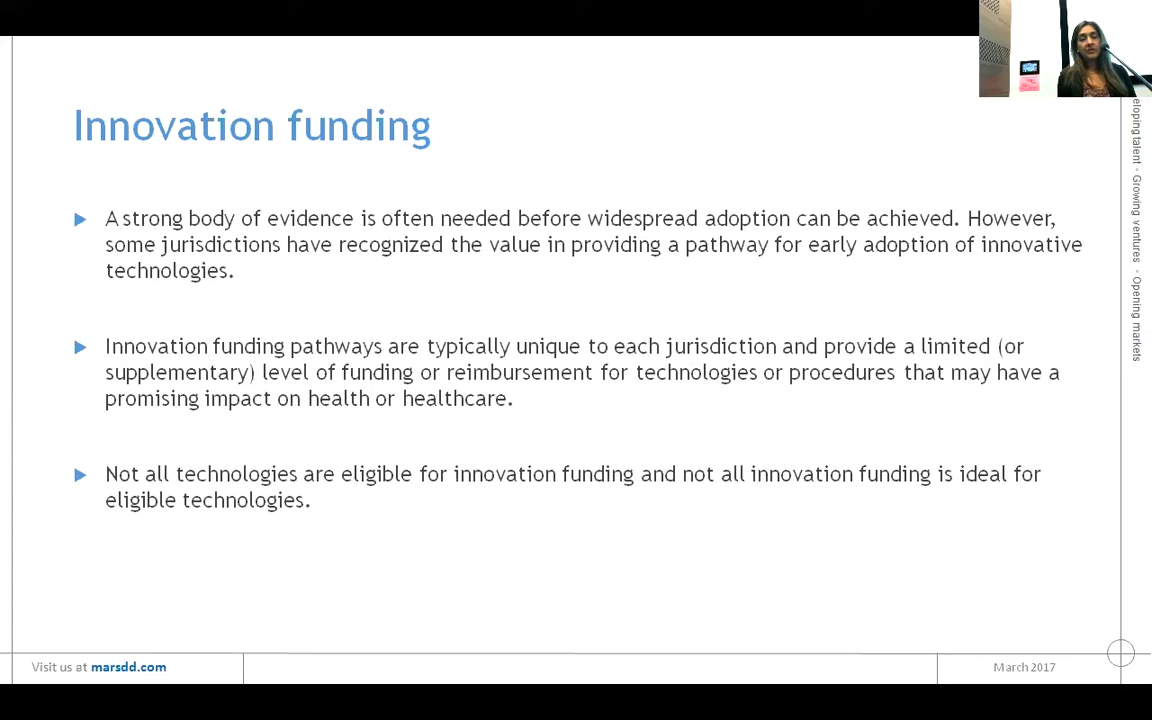 Innovation funding
A strong body of evidence is often needed before widespread adoption can be achieved. However,
some jurisdictions have recognized the value in providing a pathway for early adoption of innovative
technologies.
Innovation funding pathways are typically unique to each jurisdiction and provide a limited (or
supplementary) level of funding or reimbursement for technologies or procedures that may have a
promising impact on health or healthcare.
Not all technologies are eligible for innovation funding and not all innovation funding is ideal for
eligible technologies.
talent • Growing ventures • Opening markets
Visit us at marsdd.com
March 2017